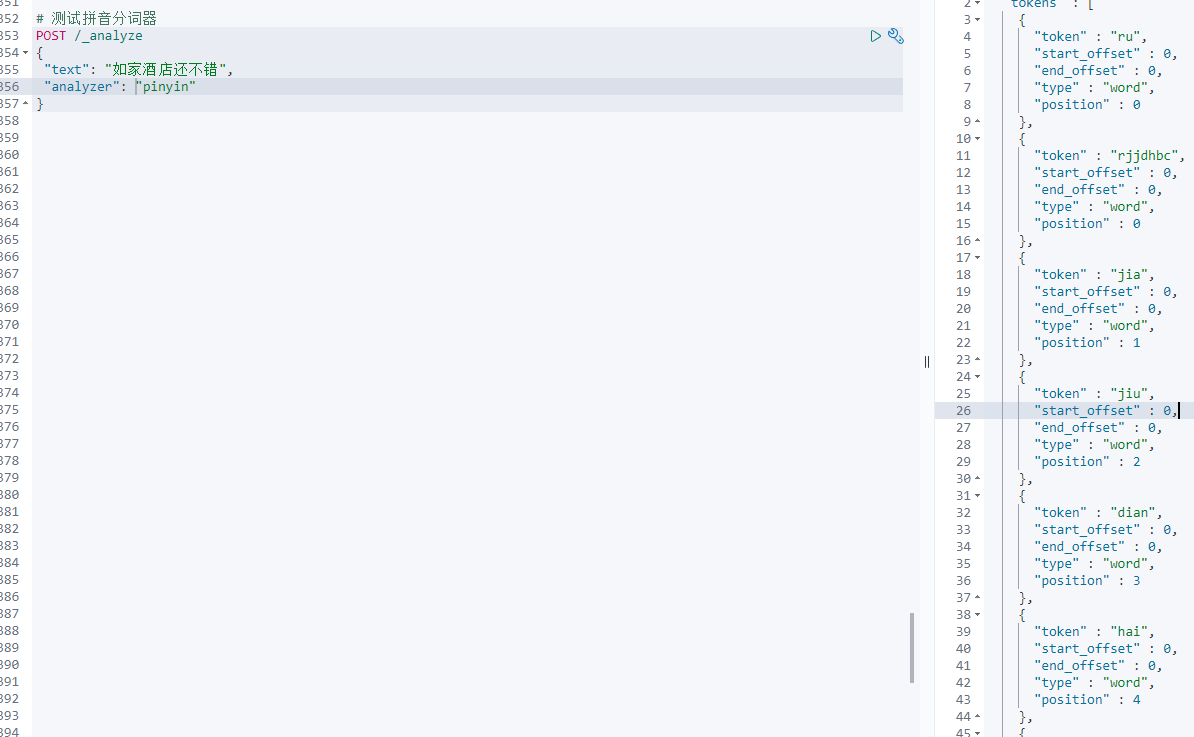 351
352 # 测试拼音分词器
353 POST /_analyze
354 {
355 "text": "如家酒店还不错",
356 "analyzer": "pinyin"
357 }
358
359
360
361
362
363
364
365
366
367
368
369
370
371
372
373
374
375
376
377
378
379
380
381
382
383
384
385
386
387
388
389
390
391
392
393
394
2 "tokens" : [
3 {
4 "token" : "ru",
5 "start_offset" : 0,
6 "end_offset" : 0,
7 "type" : "word",
8 "position" : 0
9 },
10 {
11 "token" : "rjjdhbc",
12 "start_offset" : 0,
13 "end_offset" : 0,
14 "type" : "word",
15 "position" : 0
16 },
17 {
18 "token" : "jia",
19 "start_offset" : 0,
20 "end_offset" : 0,
21 "type" : "word",
22 "position" : 1
23 },
24 {
25 "token" : "jiu",
26 "start_offset" : 0,
27 "end_offset" : 0,
28 "type" : "word",
29 "position" : 2
30 },
31 {
32 "token" : "dian",
33 "start_offset" : 0,
34 "end_offset" : 0,
35 "type" : "word",
36 "position" : 3
37 },
38 {
39 "token" : "hai",
40 "start_offset" : 0,
41 "end_offset" : 0,
42 "type" : "word",
43 "position" : 4
44 },
45 {